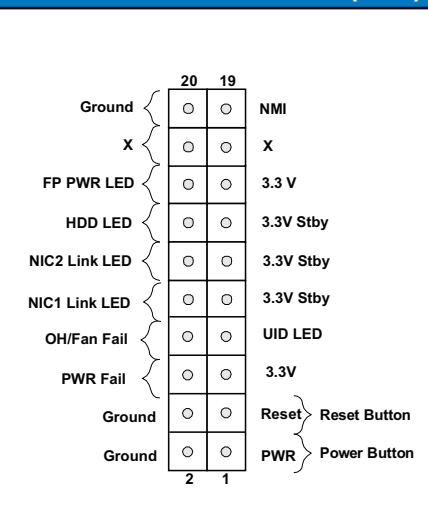 20 19
Ground NMI
X X
FP PWR LED 3.3 V
HDD LED 3.3V Stby
NIC2 Link LED 3.3V Stby
NIC1 Link LED 3.3V Stby
OH/Fan Fail UID LED
PWR Fail 3.3V
Ground Reset Reset Button
Ground PWR Power Button
2 1